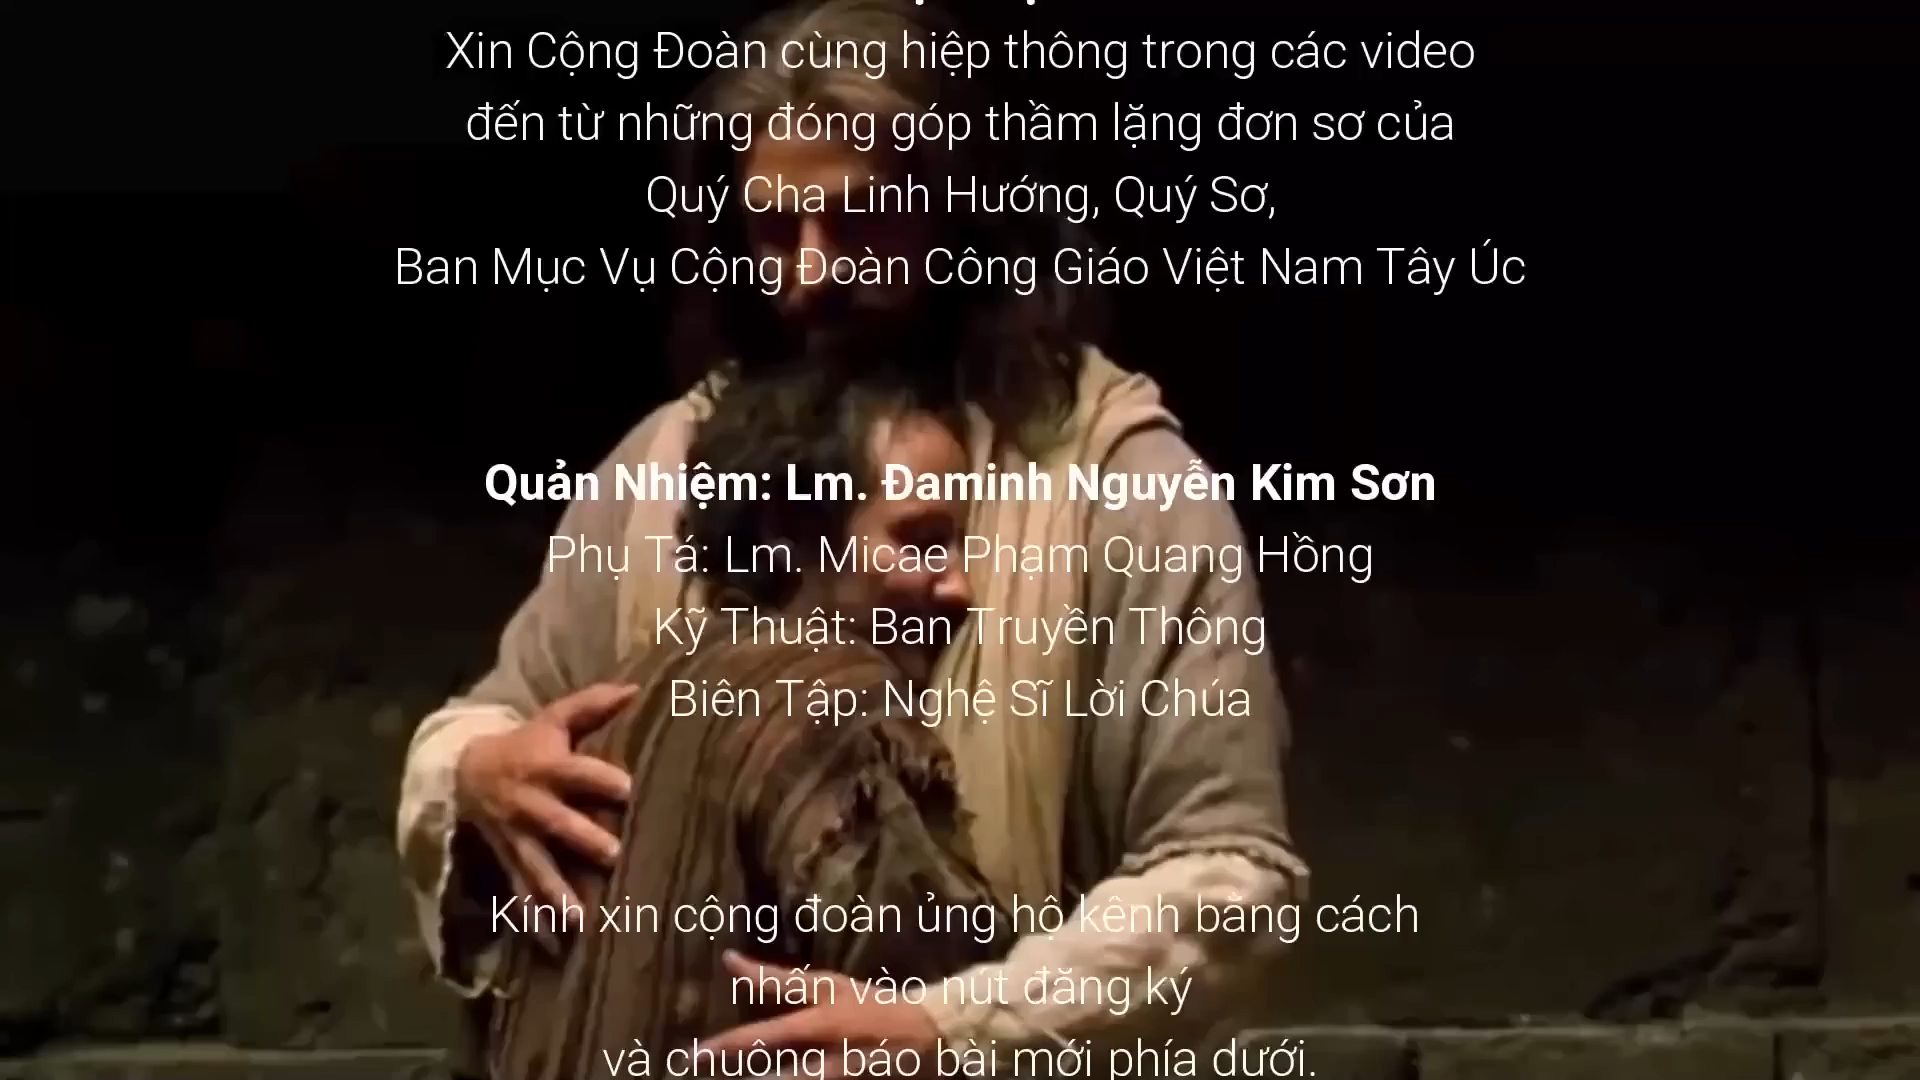 Xin Cộng Đoàn cùng hiệp thông trong các video
đến từ những đóng góp thầm lặng đơn sơ của
Quý Cha Linh Hướng, Quý Sơ,
Ban Mục Vụ Cộng Đoàn Công Giáo Việt Nam Tây Úc
Quản Nhiệm: Lm. Đaminh Nguyễn Kim Sơn
Phụ Tá: Lm. Micae Phạm Quang Hồng
Kỹ Thuật: Ban Truyền Thông
Biên Tập: Nghệ Sĩ Lời Chúa
Kính xin cộng đoàn ủng hộ kênh bằng cách
nhấn vào nút đăng ký
và chuông báo bài mới phía dưới.